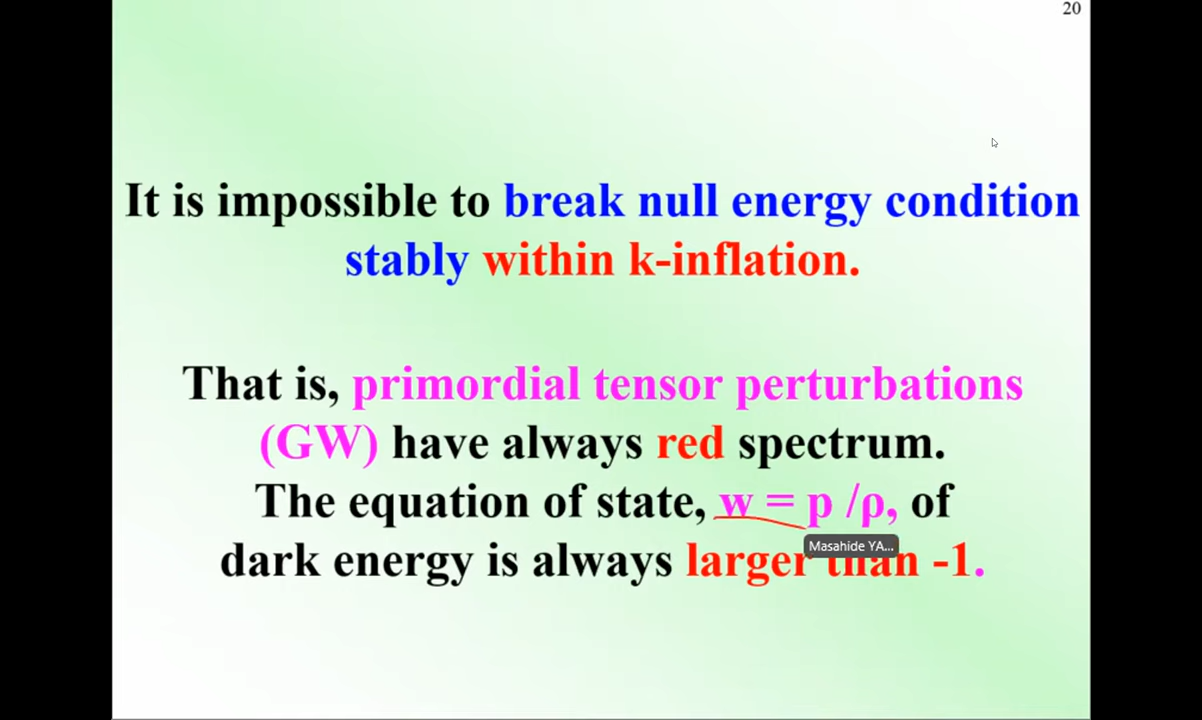 20
It is impossible to break null energy condition
stably within k-inflation.
That is, primordial tensor perturbations
(GW) have always red spectrum.
The equation of state, w = p /ρ, of
Masahide YA...
dark energy is always larger than -1.